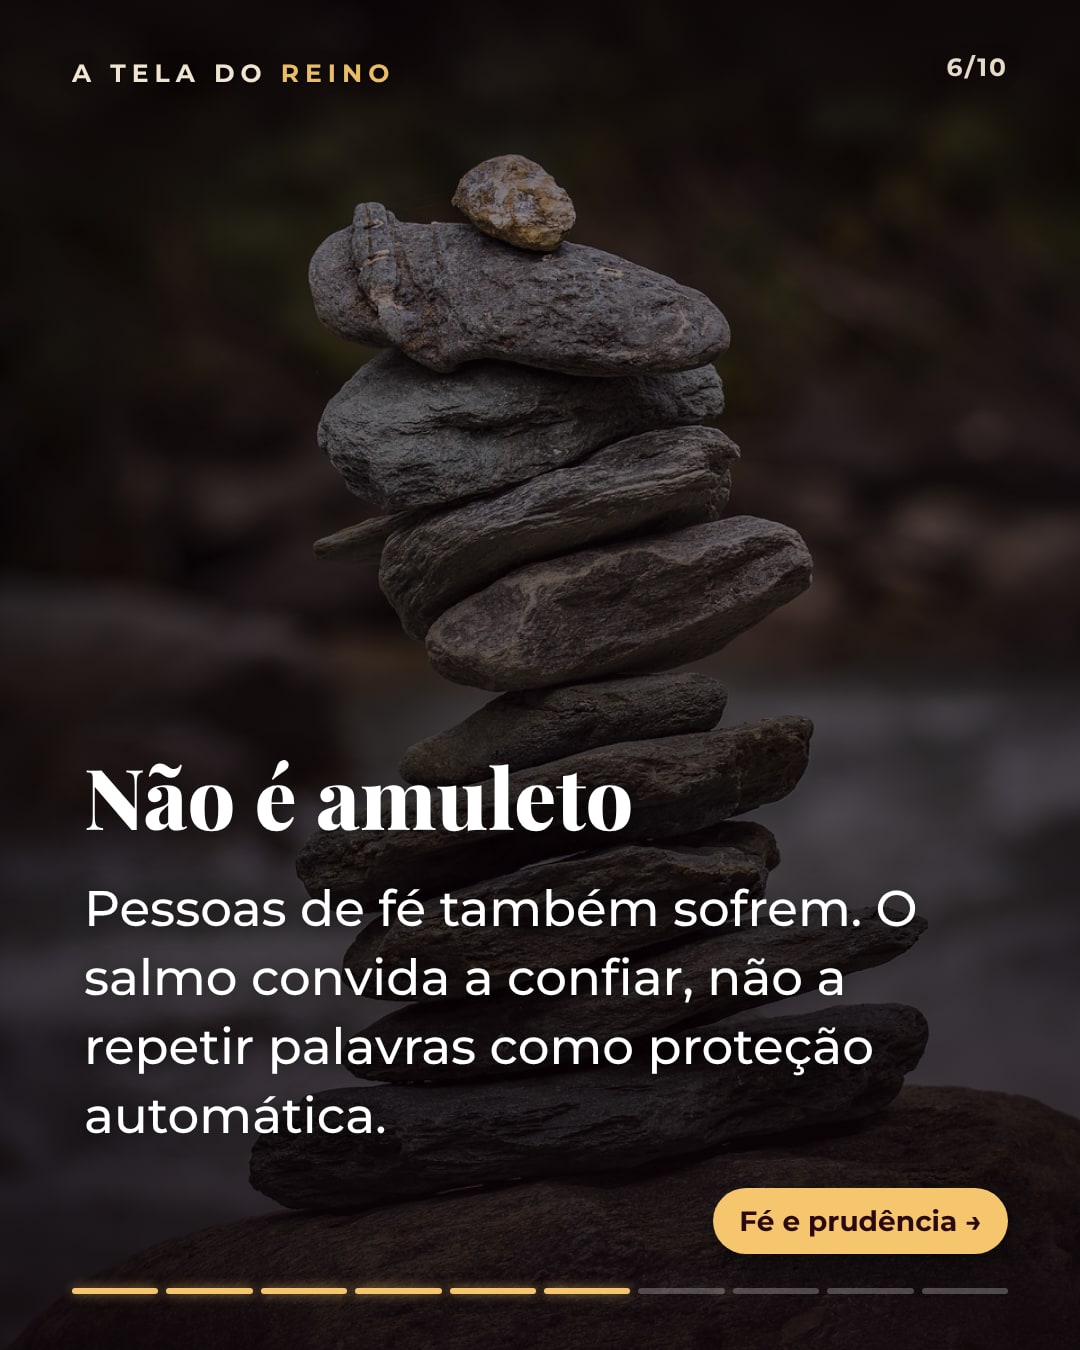 A TELA DO REINO
6/10
Não é amuleto
Pessoas de fé também sofrem. O
salmo convida a confiar, não a
repetir palavras como proteção
automática.
Fé e prudência →